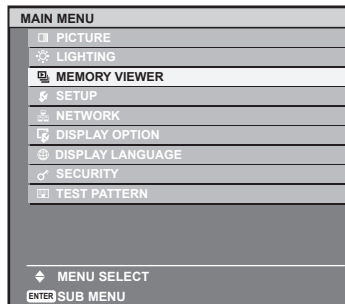 MAIN MENU
PICTURE
LIGHTING
MEMORY VIEWER
SETUP
NETWORK
DISPLAY OPTION
DISPLAY LANGUAGE
SECURITY
TEST PATTERN
MENU SELECT
ENTER SUB MENU